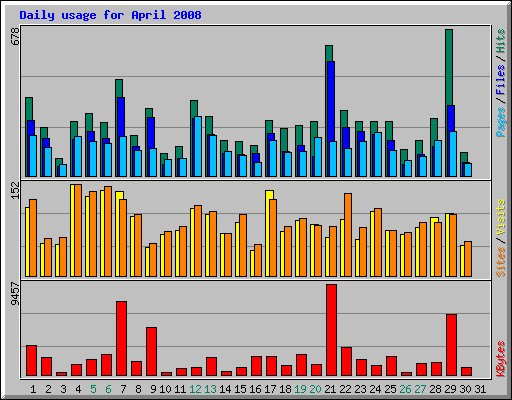 Daily usage for April 2008
678
Pages / Files / Hits
152
Sites / Visits
9457
KBytes
1 2 3 4 5 6 7 8 9 10 11 12 13 14 15 16 17 18 19 20 21 22 23 24 25 26 27 28 29 30 31